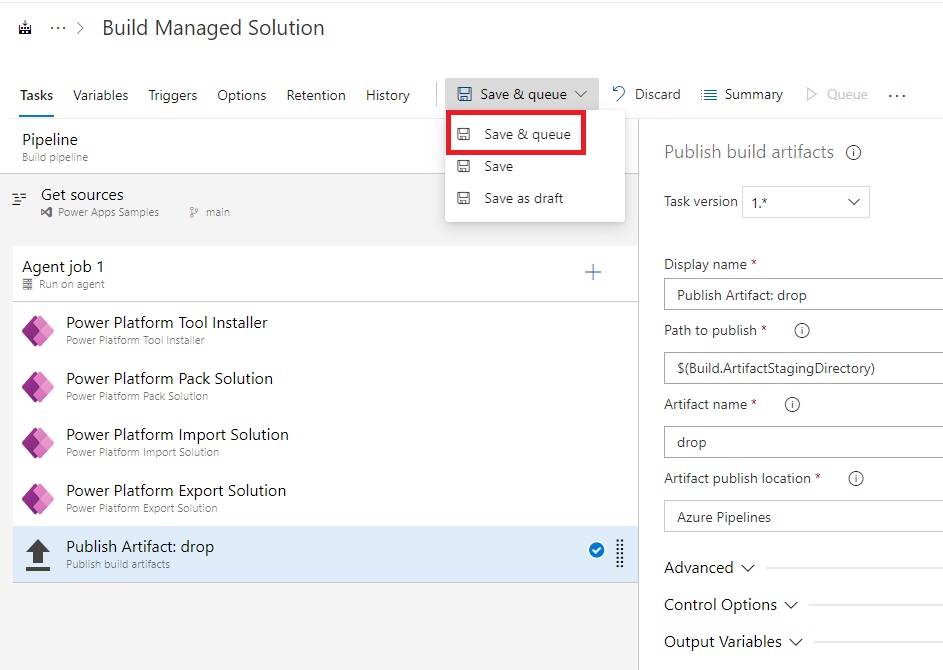 ... > Build Managed Solution
Tasks Variables Triggers Options Retention History Save & queue Discard Summary Queue ...
Save & queue
Save
Save as draft
Pipeline
Build pipeline
Get sources
Power Apps Samples main
Agent job 1
Run on agent
Power Platform Tool Installer
Power Platform Tool Installer
Power Platform Pack Solution
Power Platform Pack Solution
Power Platform Import Solution
Power Platform Import Solution
Power Platform Export Solution
Power Platform Export Solution
Publish Artifact: drop
Publish build artifacts
Publish build artifacts
Task version 1.*
Display name *
Publish Artifact: drop
Path to publish *
$(Build.ArtifactStagingDirectory)
Artifact name *
drop
Artifact publish location *
Azure Pipelines
Advanced
Control Options
Output Variables